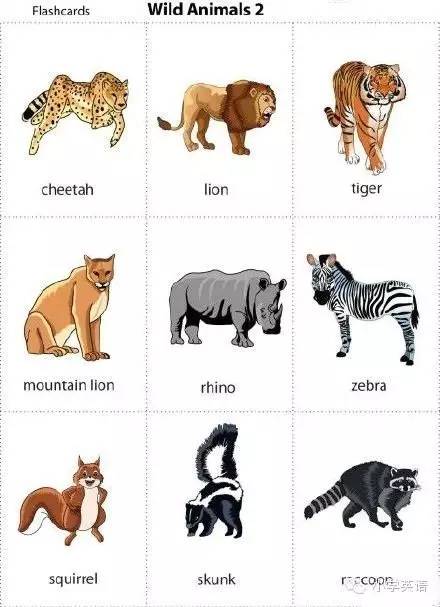 Flashcards Wild Animals 2
cheetah lion tiger
mountain lion rhino zebra
squirrel skunk raccoon
小学英语